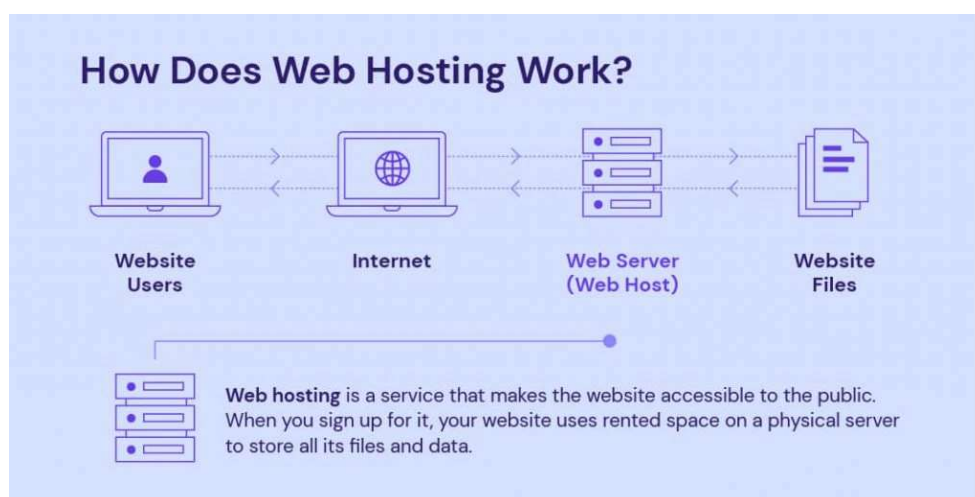 How Does Web Hosting Work?
Website
Users
Internet
Web Server
(Web Host)
Website
Files
Web hosting is a service that makes the website accessible to the public.
When you sign up for it, your website uses rented space on a physical server
to store all its files and data.